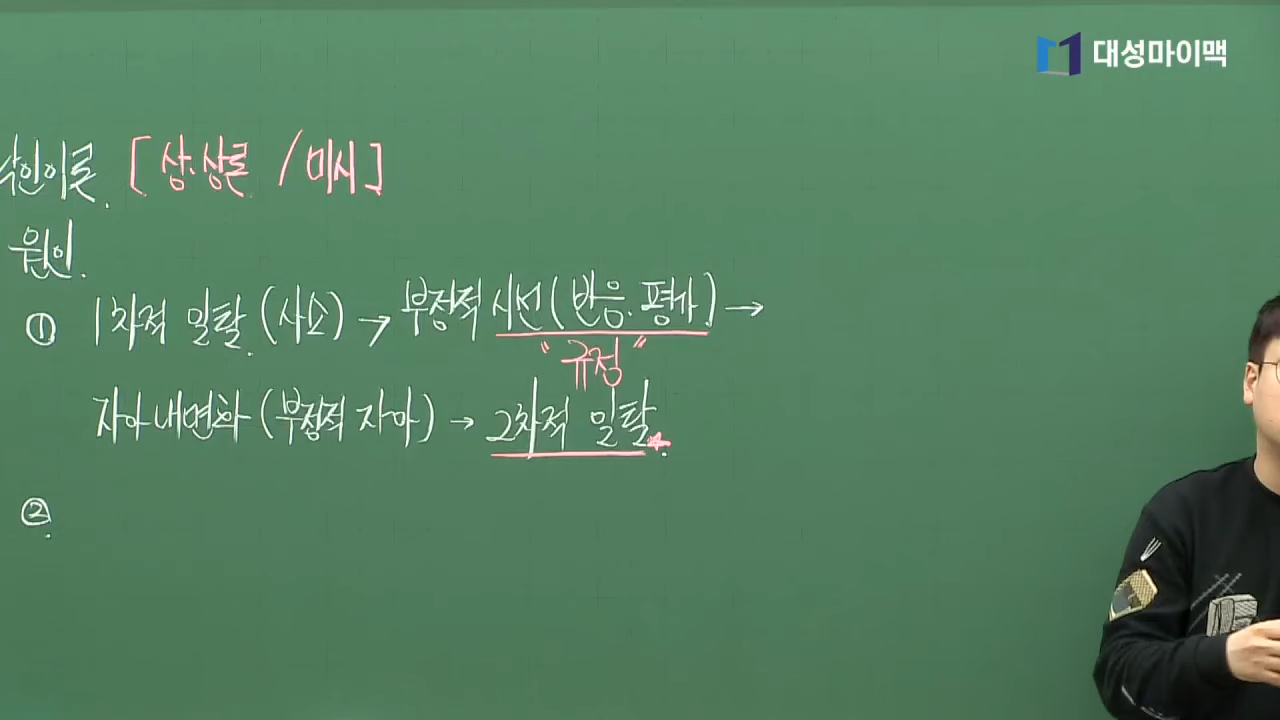 대성마이맥
낙인이론. [상.상론 / 미시]
원인.
① 1차적 일탈 (사소) → 부정적 시선 (반응.평가) →
"규정"
자아내면화 (부정적 자아) → 2차적 일탈.
②.